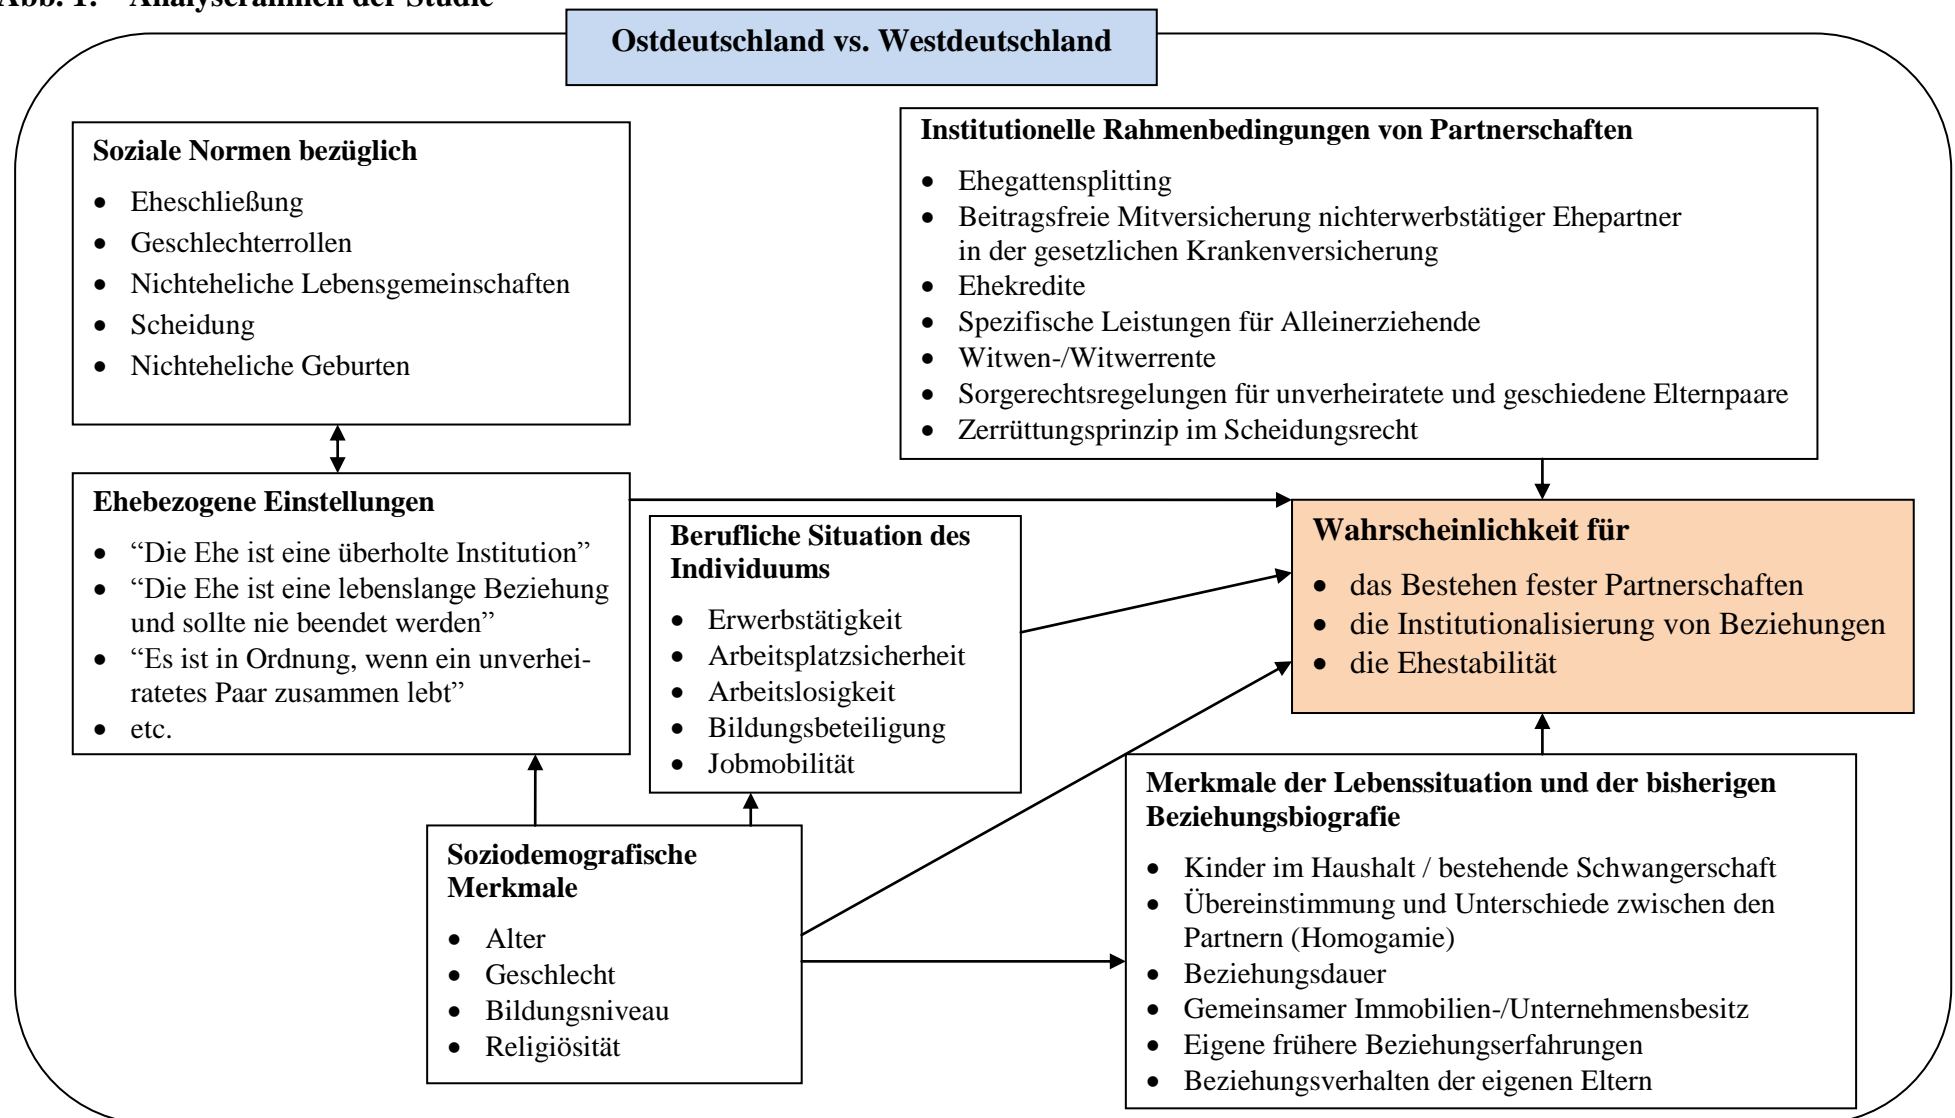 Abb. 1: Analyserahmen der Studie
Ostdeutschland vs. Westdeutschland
Soziale Normen bezüglich
• Eheschließung
• Geschlechterrollen
• Nichteheliche Lebensgemeinschaften
• Scheidung
• Nichteheliche Geburten
Institutionelle Rahmenbedingungen von Partnerschaften
• Ehegattensplitting
• Beitragsfreie Mitversicherung nichterwerbstätiger Ehepartner
in der gesetzlichen Krankenversicherung
• Ehekredite
• Spezifische Leistungen für Alleinerziehende
• Witwen-/Witwerrente
• Sorgerechtsregelungen für unverheiratete und geschiedene Elternpaare
• Zerrüttungsprinzip im Scheidungsrecht
Ehebezogene Einstellungen
• “Die Ehe ist eine überholte Institution”
• “Die Ehe ist eine lebenslange Beziehung
und sollte nie beendet werden”
• “Es ist in Ordnung, wenn ein unverhei-
ratetes Paar zusammen lebt”
• etc.
Berufliche Situation des
Individuums
• Erwerbstätigkeit
• Arbeitsplatzsicherheit
• Arbeitslosigkeit
• Bildungsbeteiligung
• Jobmobilität
Wahrscheinlichkeit für
• das Bestehen fester Partnerschaften
• die Institutionalisierung von Beziehungen
• die Ehestabilität
Soziodemografische
Merkmale
• Alter
• Geschlecht
• Bildungsniveau
• Religiösität
Merkmale der Lebenssituation und der bisherigen
Beziehungsbiografie
• Kinder im Haushalt / bestehende Schwangerschaft
• Übereinstimmung und Unterschiede zwischen den
Partnern (Homogamie)
• Beziehungsdauer
• Gemeinsamer Immobilien-/Unternehmensbesitz
• Eigene frühere Beziehungserfahrungen
• Beziehungsverhalten der eigenen Eltern